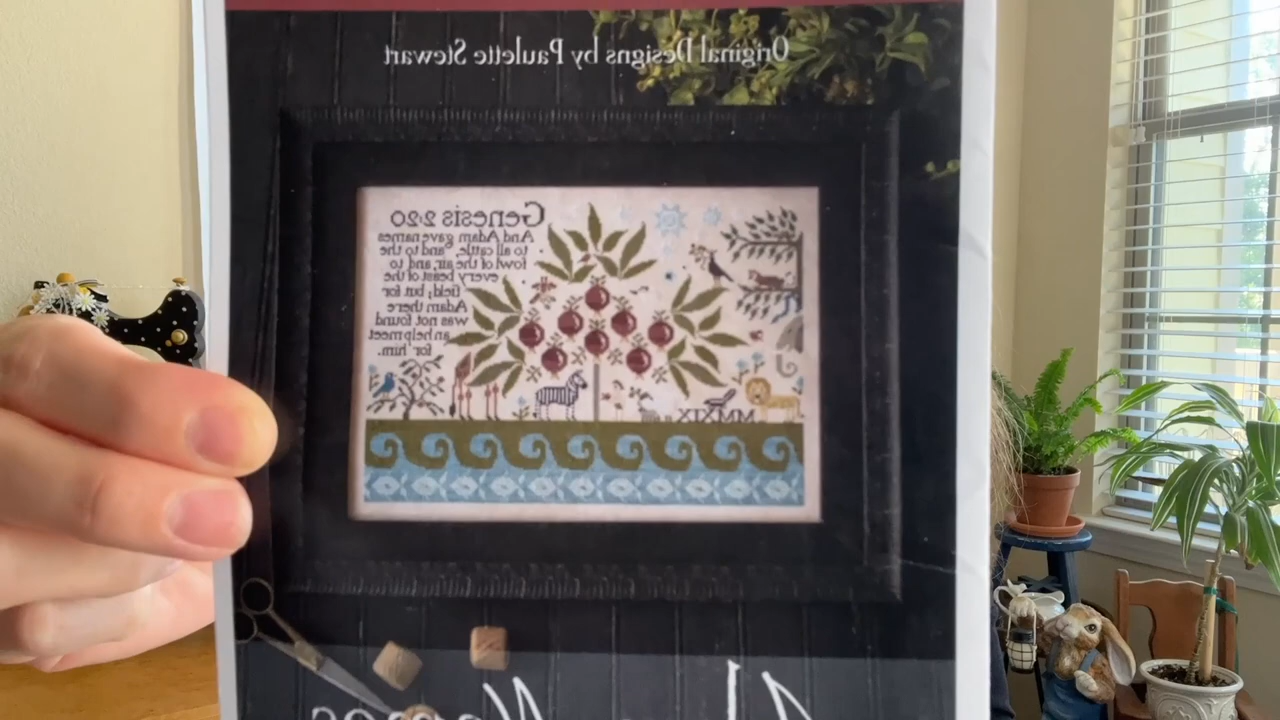 Original Designs by Paulette Stewart
Genesis 2:20
And Adam gave names
to all cattle, and to the
fowl of the air, and to
every beast of the
field; but for
Adam there
was not found
an help meet
for him.
MMXIX